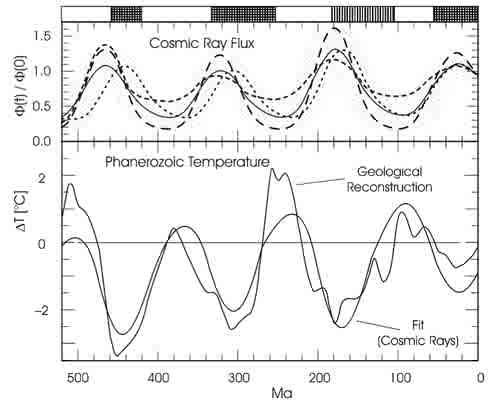 Cosmic Ray Flux
Φ(t) / Φ(0)
1.5
1.0
0.5
0.0
Phanerozoic Temperature
Geological
Reconstruction
ΔT [°C]
2
0
−2
Fit
(Cosmic Rays)
500
400
300
200
100
0
Ma